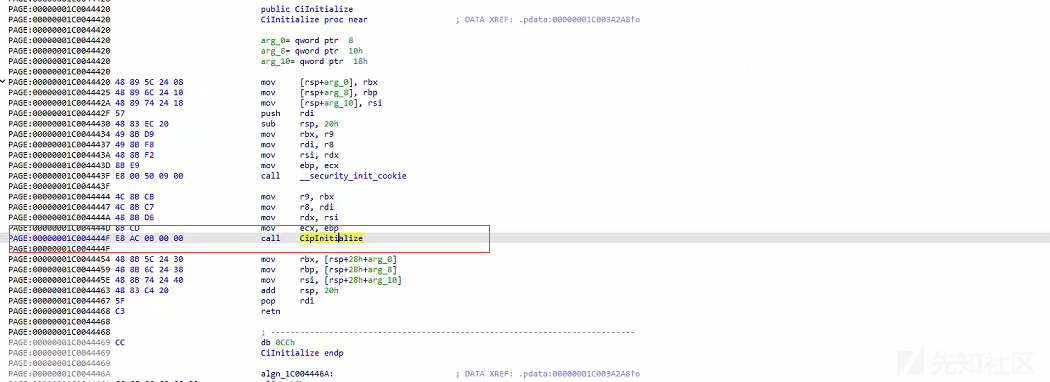 PAGE:00000001C0044420 public CiInitialize
PAGE:00000001C0044420 CiInitialize proc near ; DATA XREF: .pdata:00000001C003A2A8↑o
PAGE:00000001C0044420
PAGE:00000001C0044420 arg_0= qword ptr 8
PAGE:00000001C0044420 arg_8= qword ptr 10h
PAGE:00000001C0044420 arg_10= qword ptr 18h
PAGE:00000001C0044420
PAGE:00000001C0044420 48 89 5C 24 08 mov [rsp+arg_0], rbx
PAGE:00000001C0044425 48 89 6C 24 10 mov [rsp+arg_8], rbp
PAGE:00000001C004442A 48 89 74 24 18 mov [rsp+arg_10], rsi
PAGE:00000001C004442F 57 push rdi
PAGE:00000001C0044430 48 83 EC 20 sub rsp, 20h
PAGE:00000001C0044434 49 8B D9 mov rbx, r9
PAGE:00000001C0044437 49 8B F8 mov rdi, r8
PAGE:00000001C004443A 48 8B F2 mov rsi, rdx
PAGE:00000001C004443D 8B E9 mov ebp, ecx
PAGE:00000001C004443F E8 00 50 09 00 call __security_init_cookie
PAGE:00000001C004443F
PAGE:00000001C0044444 4C 8B CB mov r9, rbx
PAGE:00000001C0044447 4C 8B C7 mov r8, rdi
PAGE:00000001C004444A 48 8B D6 mov rdx, rsi
PAGE:00000001C004444D 8B CD mov ecx, ebp
PAGE:00000001C004444F E8 AC 0B 00 00 call CipInitialize
PAGE:00000001C004444F
PAGE:00000001C0044454 48 8B 5C 24 30 mov rbx, [rsp+28h+arg_0]
PAGE:00000001C0044459 48 8B 6C 24 38 mov rbp, [rsp+28h+arg_8]
PAGE:00000001C004445E 48 8B 74 24 40 mov rsi, [rsp+28h+arg_10]
PAGE:00000001C0044463 48 83 C4 20 add rsp, 20h
PAGE:00000001C0044467 5F pop rdi
PAGE:00000001C0044468 C3 retn
PAGE:00000001C0044468
PAGE:00000001C0044468 ; ---------------------------------------------------------------------------
PAGE:00000001C0044469 CC db 0CCh
PAGE:00000001C0044469 CiInitialize endp
PAGE:00000001C0044469
PAGE:00000001C004446A algn_1C004446A: ; DATA XREF: .pdata:00000001C003A2A8↑o
先知社区